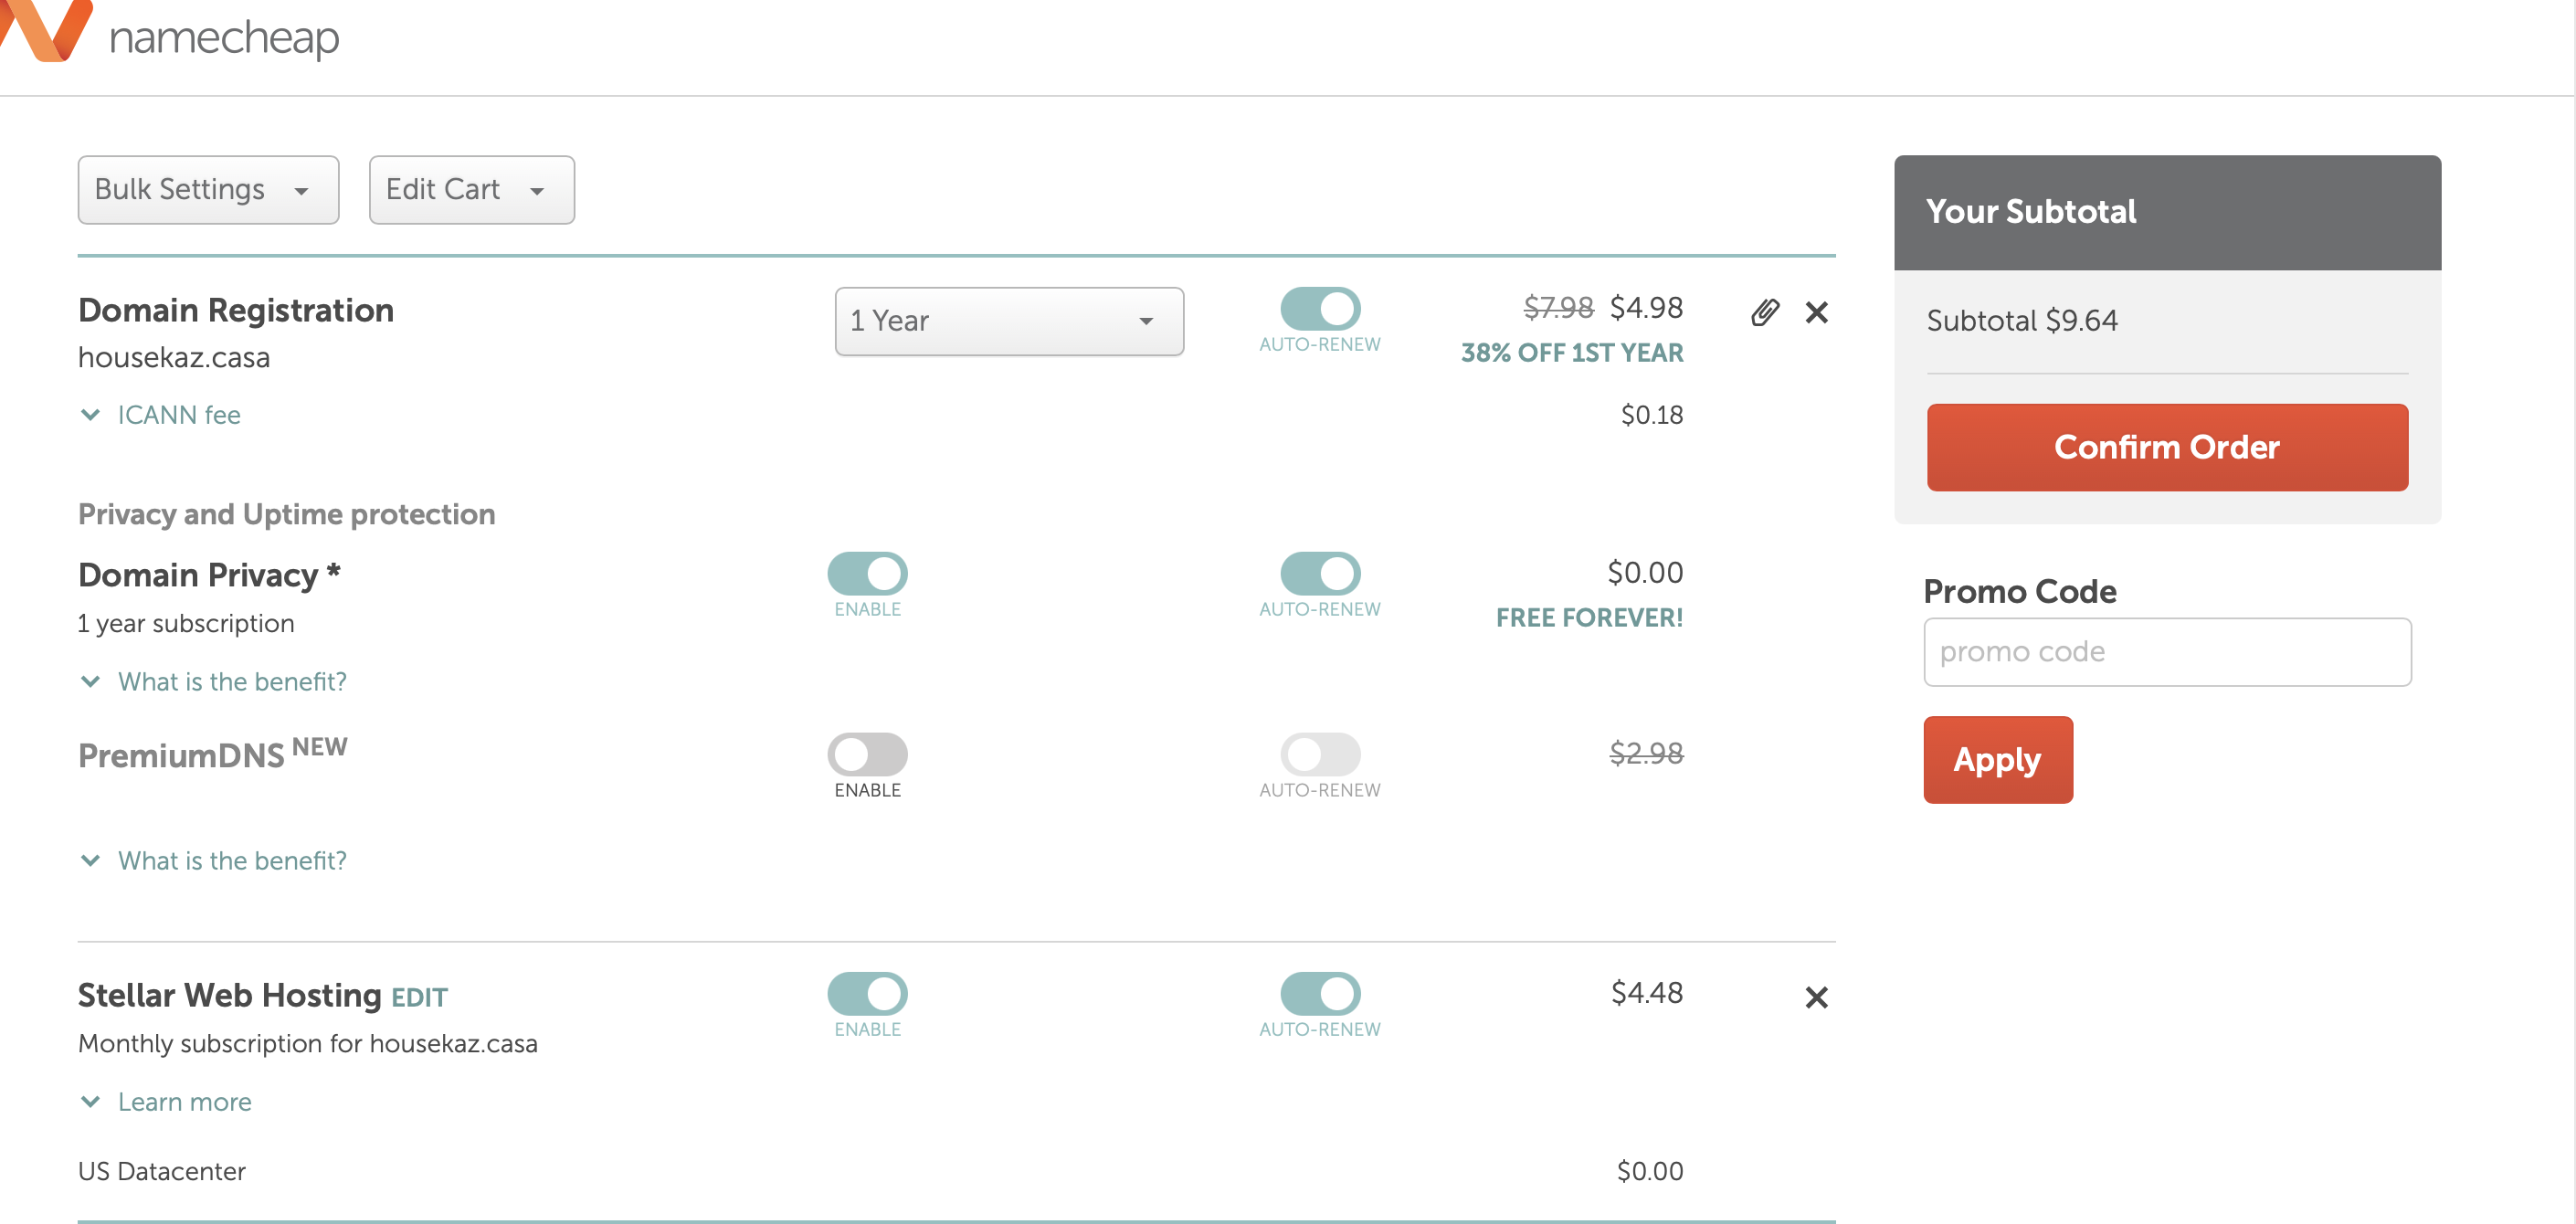 namecheap
Bulk Settings
Edit Cart
Domain Registration
housekaz.casa
1 Year
AUTO-RENEW
$7.98 $4.98
38% OFF 1ST YEAR
ICANN fee
$0.18
Privacy and Uptime protection
Domain Privacy *
1 year subscription
ENABLE
AUTO-RENEW
$0.00
FREE FOREVER!
What is the benefit?
PremiumDNS NEW
ENABLE
AUTO-RENEW
$2.98
What is the benefit?
Stellar Web Hosting EDIT
Monthly subscription for housekaz.casa
ENABLE
AUTO-RENEW
$4.48
Learn more
US Datacenter
$0.00
Your Subtotal
Subtotal $9.64
Confirm Order
Promo Code
promo code
Apply